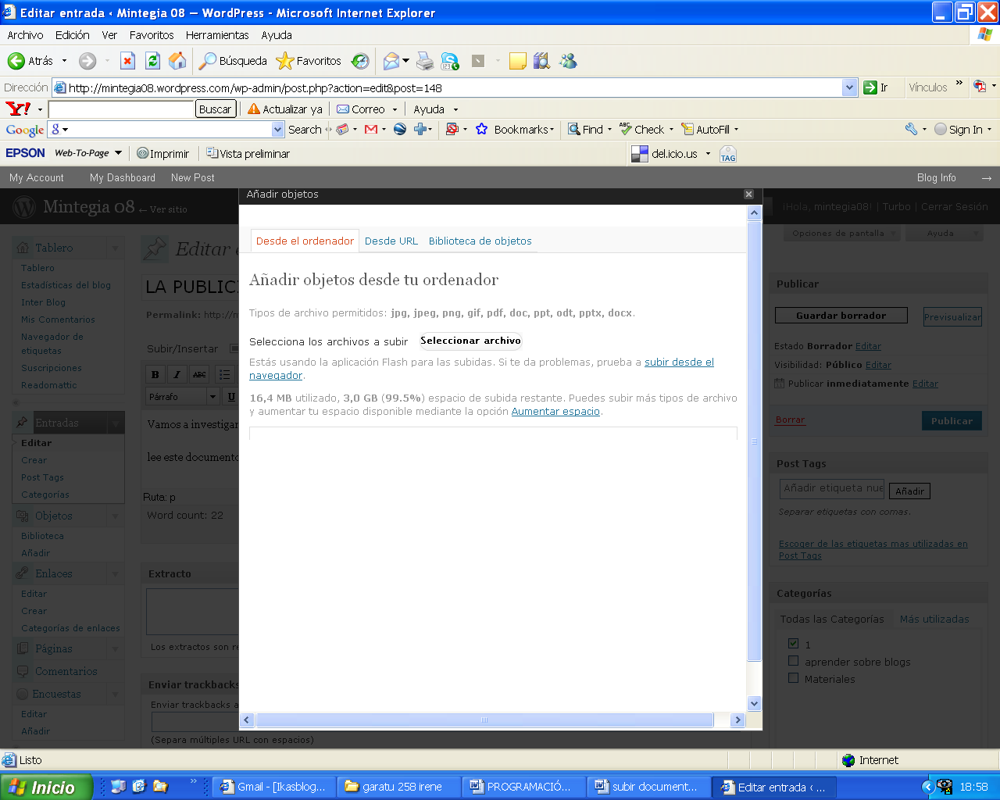 Editar entrada ‹ Mintegia 08 — WordPress - Microsoft Internet Explorer
Archivo Edición Ver Favoritos Herramientas Ayuda
Atrás Búsqueda Favoritos
Dirección http://mintegia08.wordpress.com/wp-admin/post.php?action=edit&post=148 Ir Vínculos »
Y! Buscar Actualizar ya Correo Ayuda
Google g Search Bookmarks Find Check AutoFill Sign In
EPSON Web-To-Page Imprimir Vista preliminar del.icio.us TAG
My Account My Dashboard New Post Blog Info →
Añadir objetos
Mintegia 08 ← Ver sitio ¡Hola, mintegia08! | Turbo | Cerrar Sesión
Opciones de pantalla Ayuda
Desde el ordenador Desde URL Biblioteca de objetos
Añadir objetos desde tu ordenador
Tipos de archivo permitidos: jpg, jpeg, png, gif, pdf, doc, ppt, odt, pptx, docx.
Selecciona los archivos a subir Seleccionar archivo
Estás usando la aplicación Flash para las subidas. Si te da problemas, prueba a subir desde el
navegador.
16,4 MB utilizado, 3,0 GB (99.5%) espacio de subida restante. Puedes subir más tipos de archivo
y aumentar tu espacio disponible mediante la opción Aumentar espacio.
Tablero
Tablero
Estadísticas del blog
Inter Blog
Mis Comentarios
Navegador de
etiquetas
Suscripciones
Readomattic
Entradas
Editar
Crear
Post Tags
Categorías
Objetos
Biblioteca
Añadir
Enlaces
Editar
Crear
Categorías de enlaces
Páginas
Comentarios
Encuestas
Editar
Añadir
Editar e
LA PUBLIC
Permalink: http://m
Subir/Insertar
B I ABC
Párrafo U
Vamos a investigar
lee este documento
Ruta: p
Word count: 22
Extracto
Los extractos son re
Enviar trackbacks
Enviar trackbacks a
(Separa múltiples URL con espacios)
Publicar
Guardar borrador Previsualizar
Estado Borrador Editar
Visibilidad: Público Editar
Publicar inmediatamente Editar
Borrar Publicar
Post Tags
Añadir etiqueta nue Añadir
Separar etiquetas con comas.
Escoger de las etiquetas mas utilizadas en
Post Tags
Categorías
Todas las Categorías Más utilizadas
1
aprender sobre blogs
Materiales
Listo Internet
Inicio » Gmail - [Ikasblog... garatu 258 irene PROGRAMACIÓ... subir document... Editar entrada ‹ ... 18:58